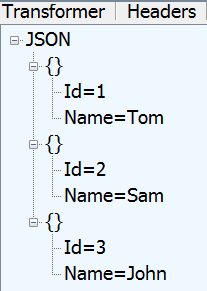 Transformer Headers
JSON
{}
Id=1
Name=Tom
{}
Id=2
Name=Sam
{}
Id=3
Name=John